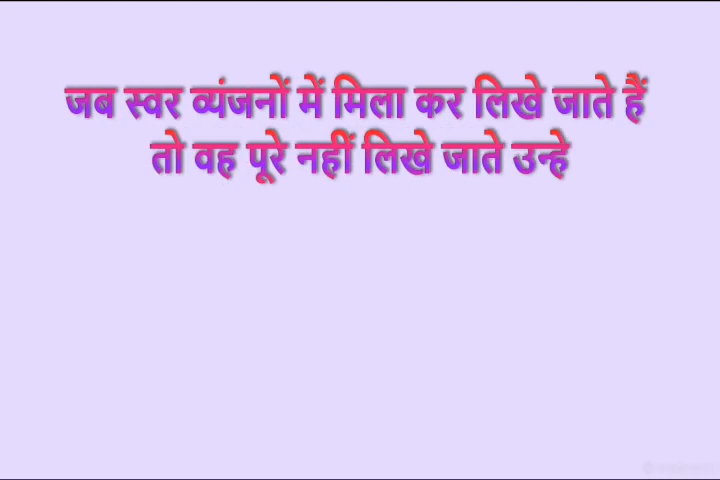 जब स्वर व्यंजनों में मिला कर लिखे जाते हैं
तो वह पूरे नहीं लिखे जाते उन्हे